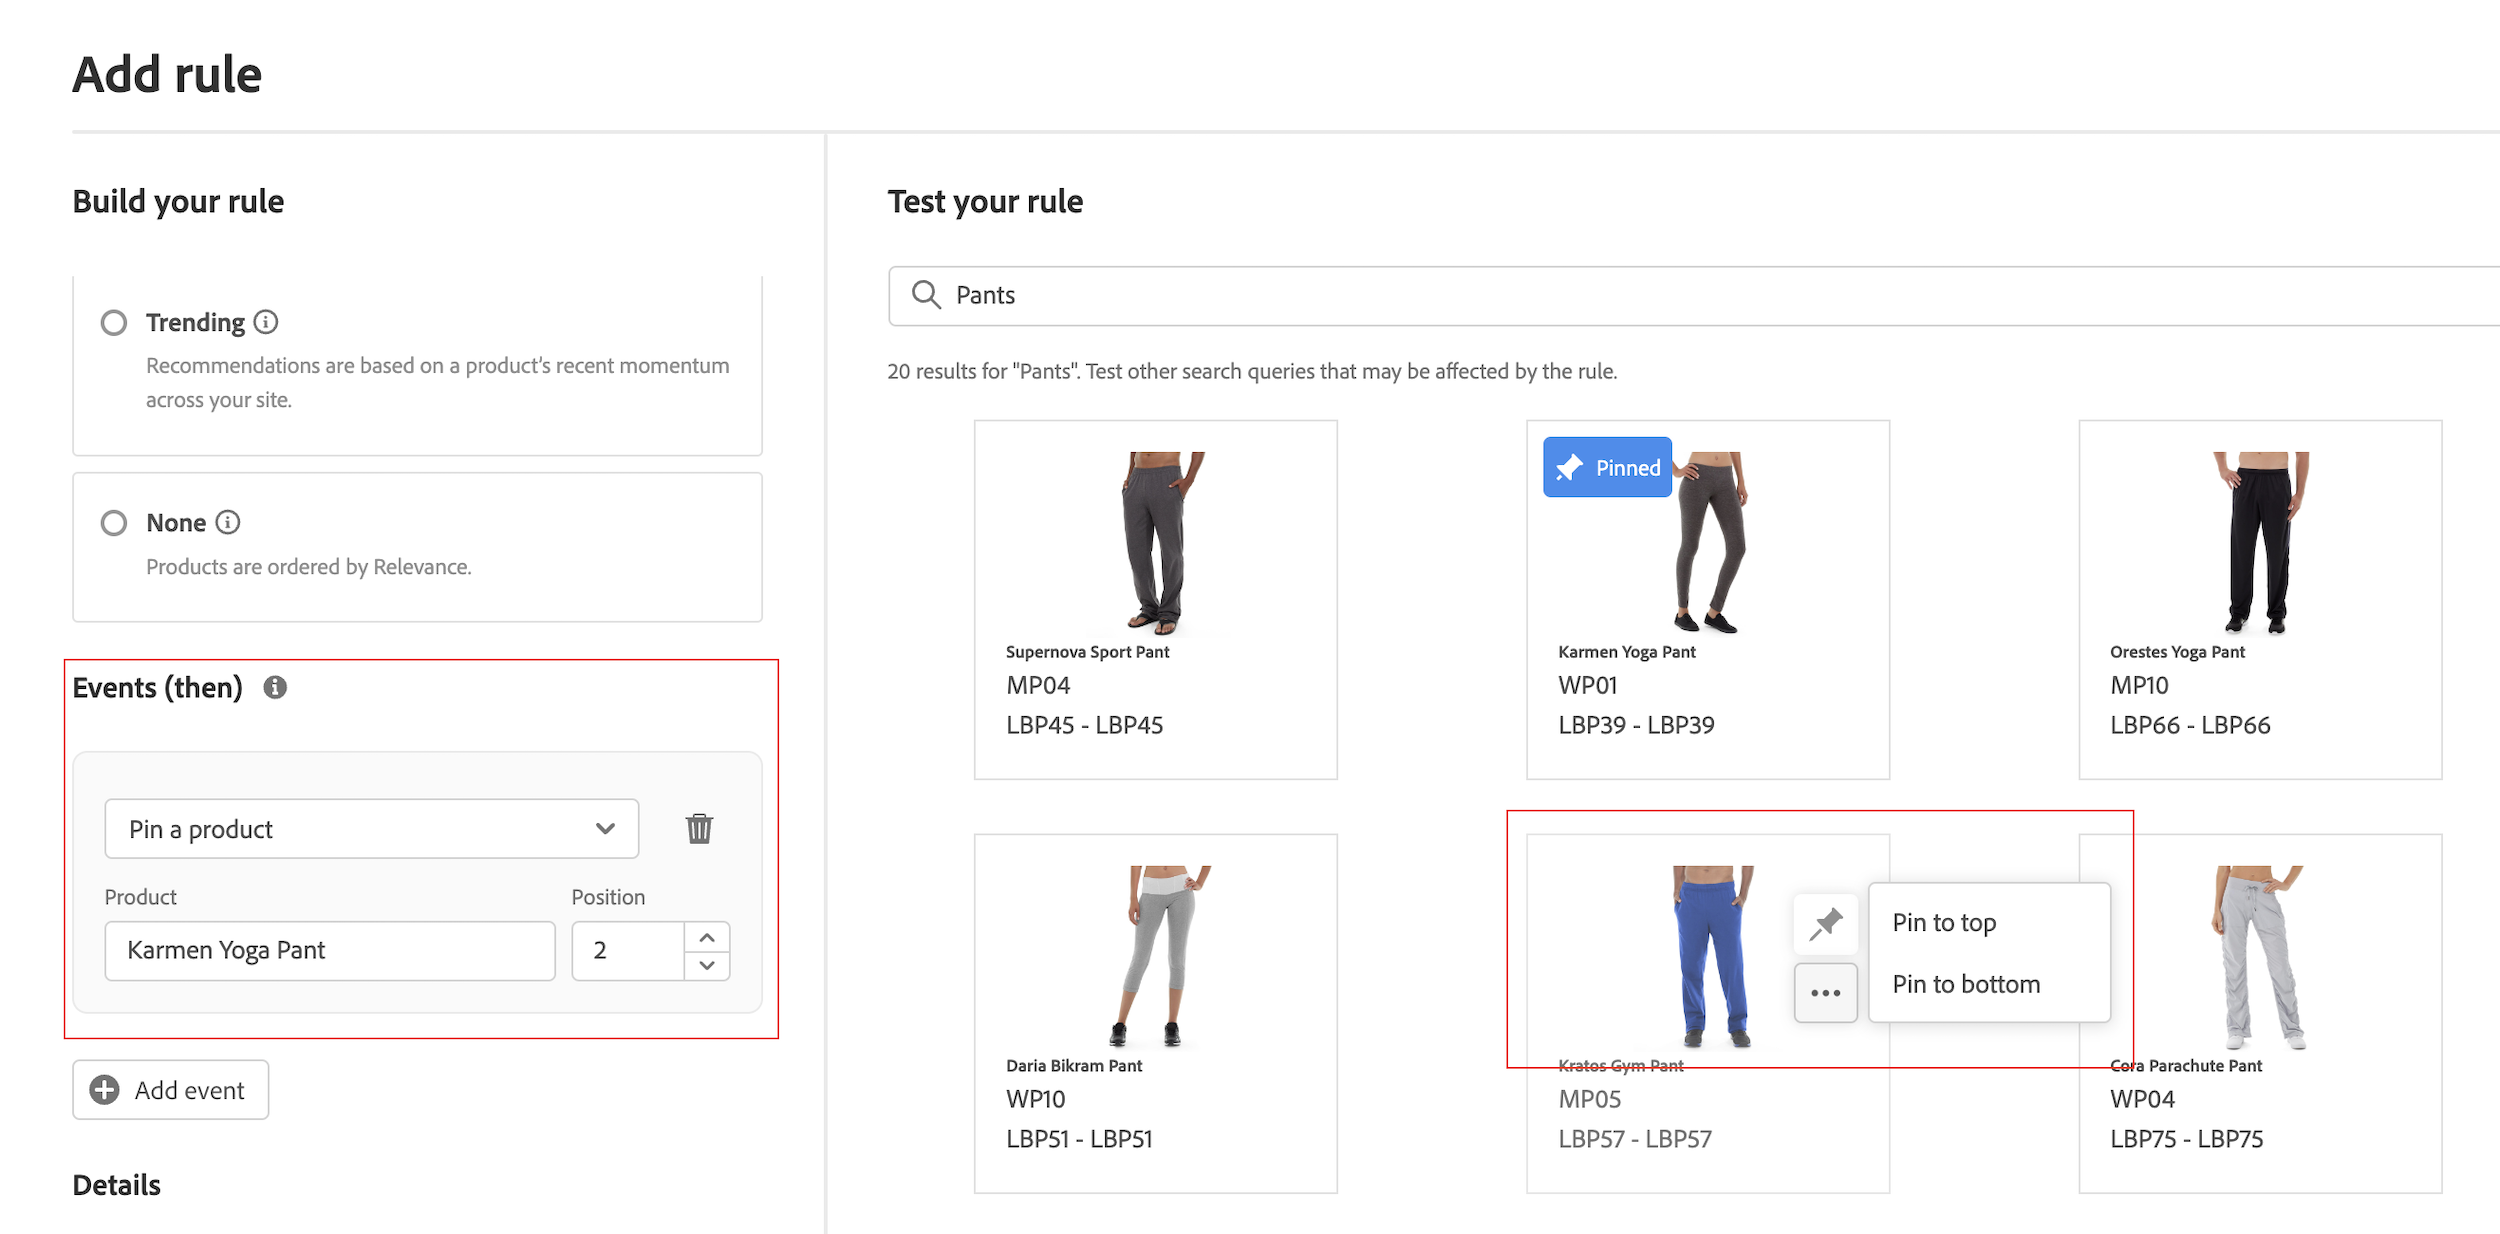 Add rule
Build your rule
Trending
Recommendations are based on a product's recent momentum
across your site.
None
Products are ordered by Relevance.
Events (then)
Pin a product
Product
Position
Karmen Yoga Pant
2
Add event
Details
Test your rule
Pants
20 results for "Pants". Test other search queries that may be affected by the rule.
Supernova Sport Pant
MP04
LBP45 - LBP45
Pinned
Karmen Yoga Pant
WP01
LBP39 - LBP39
Orestes Yoga Pant
MP10
LBP66 - LBP66
Daria Bikram Pant
WP10
LBP51 - LBP51
Pin to top
Pin to bottom
Kratos Gym Pant
MP05
LBP57 - LBP57
Cora Parachute Pant
WP04
LBP75 - LBP75